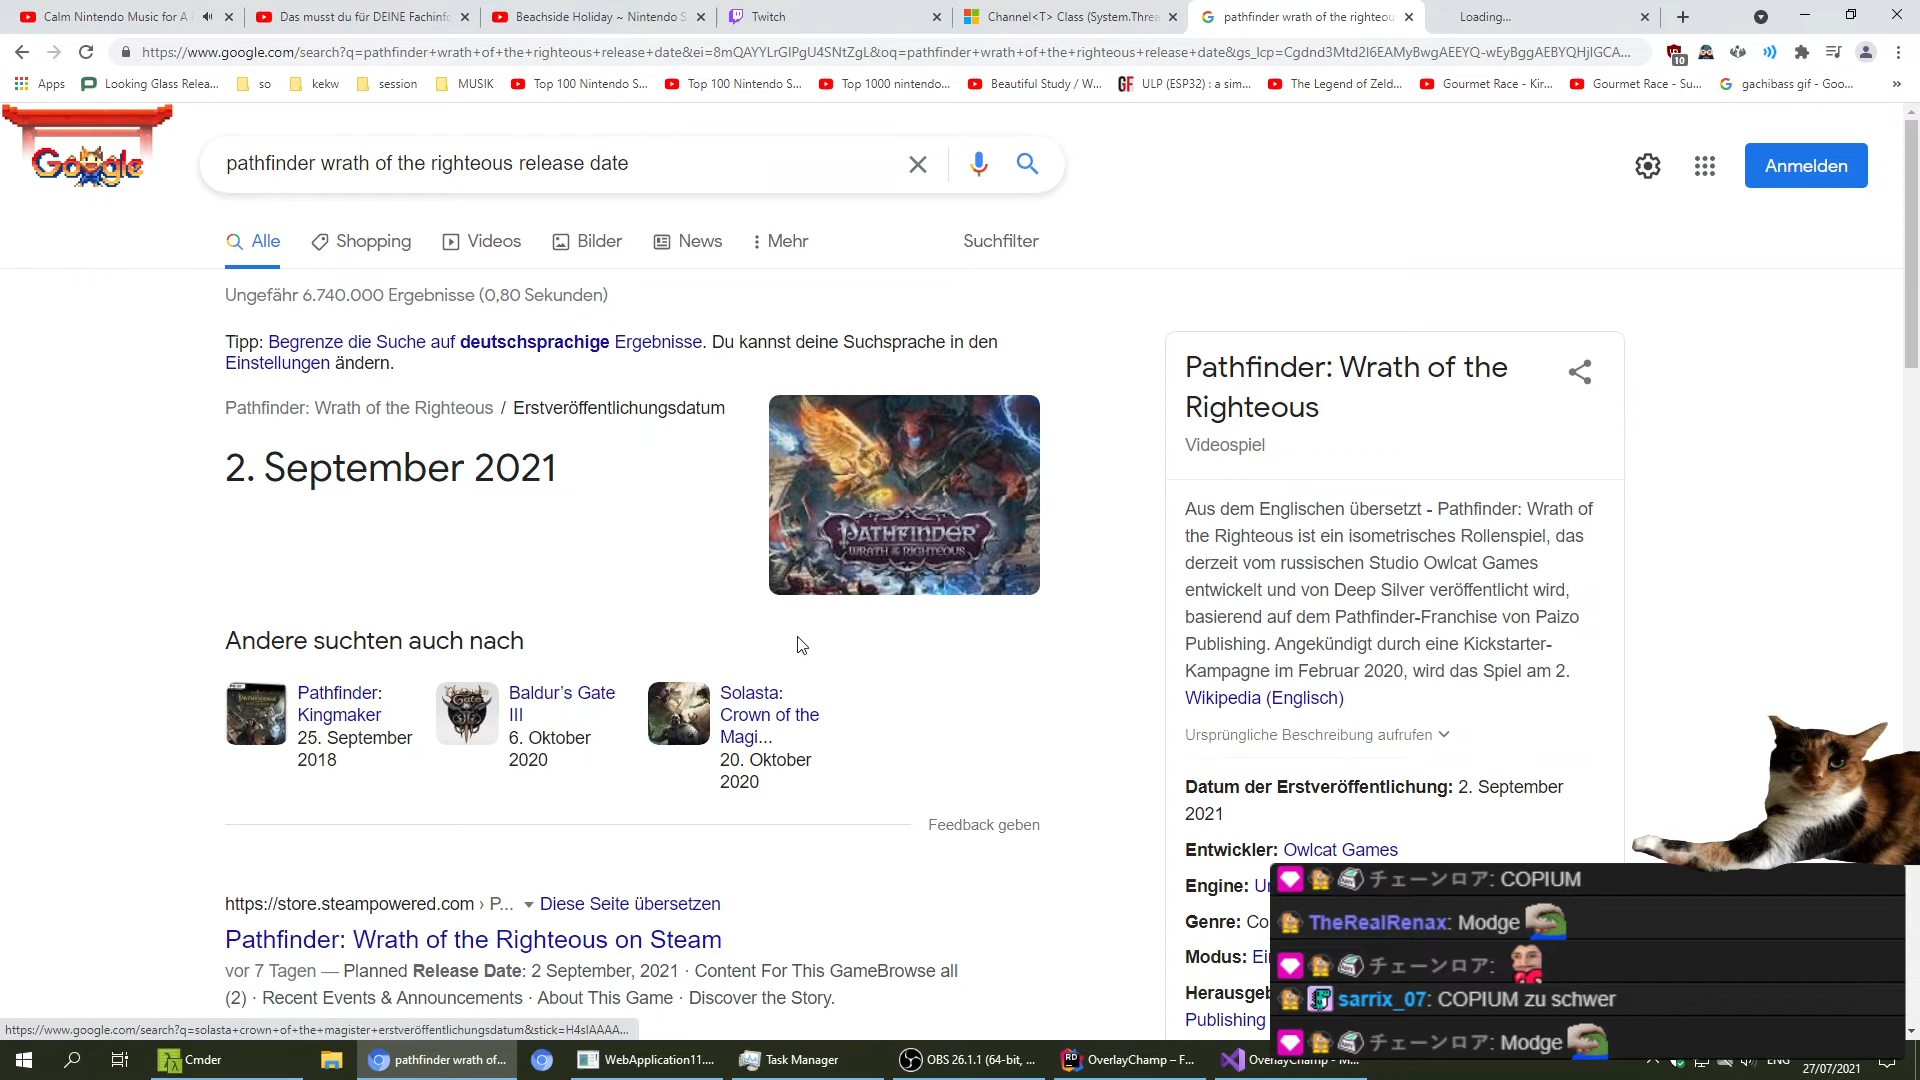 Calm Nintendo Music for A
Das musst du für DEINE Fachinfo
Beachside Holiday ~ Nintendo S
Twitch
Channel<T> Class (System.Threa
pathfinder wrath of the righteou
Loading...
https://www.google.com/search?q=pathfinder+wrath+of+the+righteous+release+date&ei=8mQAYYLrGIPgU4SNtZgL&oq=pathfinder+wrath+of+the+righteous+release+date&gs_lcp=Cgdnd3Mtd2l6EAMyBwgAEEYQ-wEyBggAEBYQHjIGCA...
10
Apps
Looking Glass Relea...
so
kekw
session
MUSIK
Top 100 Nintendo S...
Top 100 Nintendo S...
Top 1000 nintendo...
Beautiful Study / W...
GF
ULP (ESP32) : a sim...
The Legend of Zeld...
Gourmet Race - Kir...
Gourmet Race - Su...
gachibass gif - Goo...
»
Google
pathfinder wrath of the righteous release date
Anmelden
Alle
Shopping
Videos
Bilder
News
Mehr
Suchfilter
Ungefähr 6.740.000 Ergebnisse (0,80 Sekunden)
Tipp: Begrenze die Suche auf deutschsprachige Ergebnisse. Du kannst deine Suchsprache in den
Einstellungen ändern.
Pathfinder: Wrath of the Righteous / Erstveröffentlichungsdatum
2. September 2021
PATHFINDER
WRATH OF THE RIGHTEOUS
Andere suchten auch nach
Pathfinder:
Kingmaker
25. September
2018
Baldur's Gate
III
6. Oktober
2020
Solasta:
Crown of the
Magi...
20. Oktober
2020
Feedback geben
https://store.steampowered.com › P...
Diese Seite übersetzen
Pathfinder: Wrath of the Righteous on Steam
vor 7 Tagen — Planned Release Date: 2 September, 2021 · Content For This GameBrowse all
(2) · Recent Events & Announcements · About This Game · Discover the Story.
Pathfinder: Wrath of the
Righteous
Videospiel
Aus dem Englischen übersetzt - Pathfinder: Wrath of
the Righteous ist ein isometrisches Rollenspiel, das
derzeit vom russischen Studio Owlcat Games
entwickelt und von Deep Silver veröffentlicht wird,
basierend auf dem Pathfinder-Franchise von Paizo
Publishing. Angekündigt durch eine Kickstarter-
Kampagne im Februar 2020, wird das Spiel am 2.
Wikipedia (Englisch)
Ursprüngliche Beschreibung aufrufen
Datum der Erstveröffentlichung: 2. September
2021
Entwickler: Owlcat Games
Engine: Un
Genre: Co
Modus: Ei
Herausgeb
Publishing
チェーンロア: COPIUM
TheRealRenax: Modge
チェーンロア:
sarrix_07: COPIUM zu schwer
チェーンロア: Modge
https://www.google.com/search?q=solasta+crown+of+the+magister+erstveröffentlichungsdatum&stick=H4sIAAAA...
Cmder
pathfinder wrath of...
WebApplication11....
Task Manager
OBS 26.1.1 (64-bit, ...
RD
OverlayChamp – F...
OverlayChamp - M...
ENG
27/07/2021